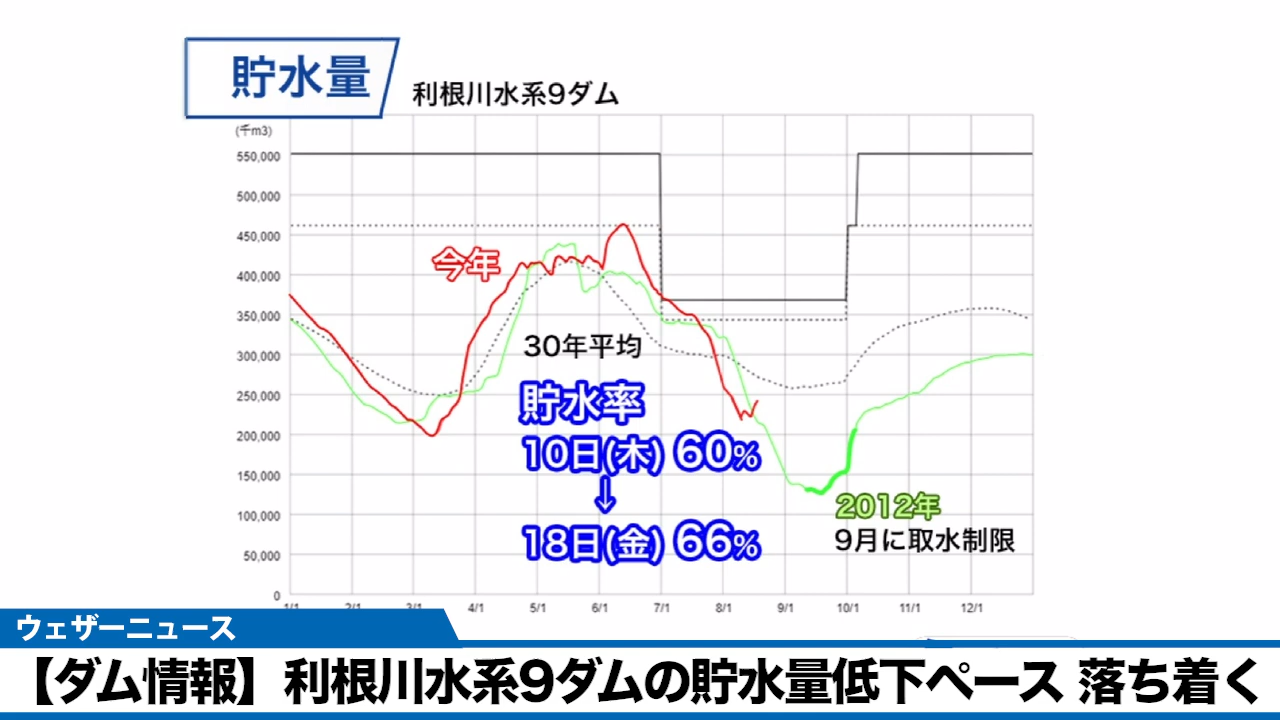 貯水量
利根川水系9ダム
(千m3)
550,000
500,000
450,000
400,000
350,000
300,000
250,000
200,000
150,000
100,000
50,000
0
今年
30年平均
貯水率
10日(木) 60%
↓
18日(金) 66%
2012年
9月に取水制限
1/1 2/1 3/1 4/1 5/1 6/1 7/1 8/1 9/1 10/1 11/1 12/1
ウェザーニュース
【ダム情報】利根川水系9ダムの貯水量低下ペース 落ち着く